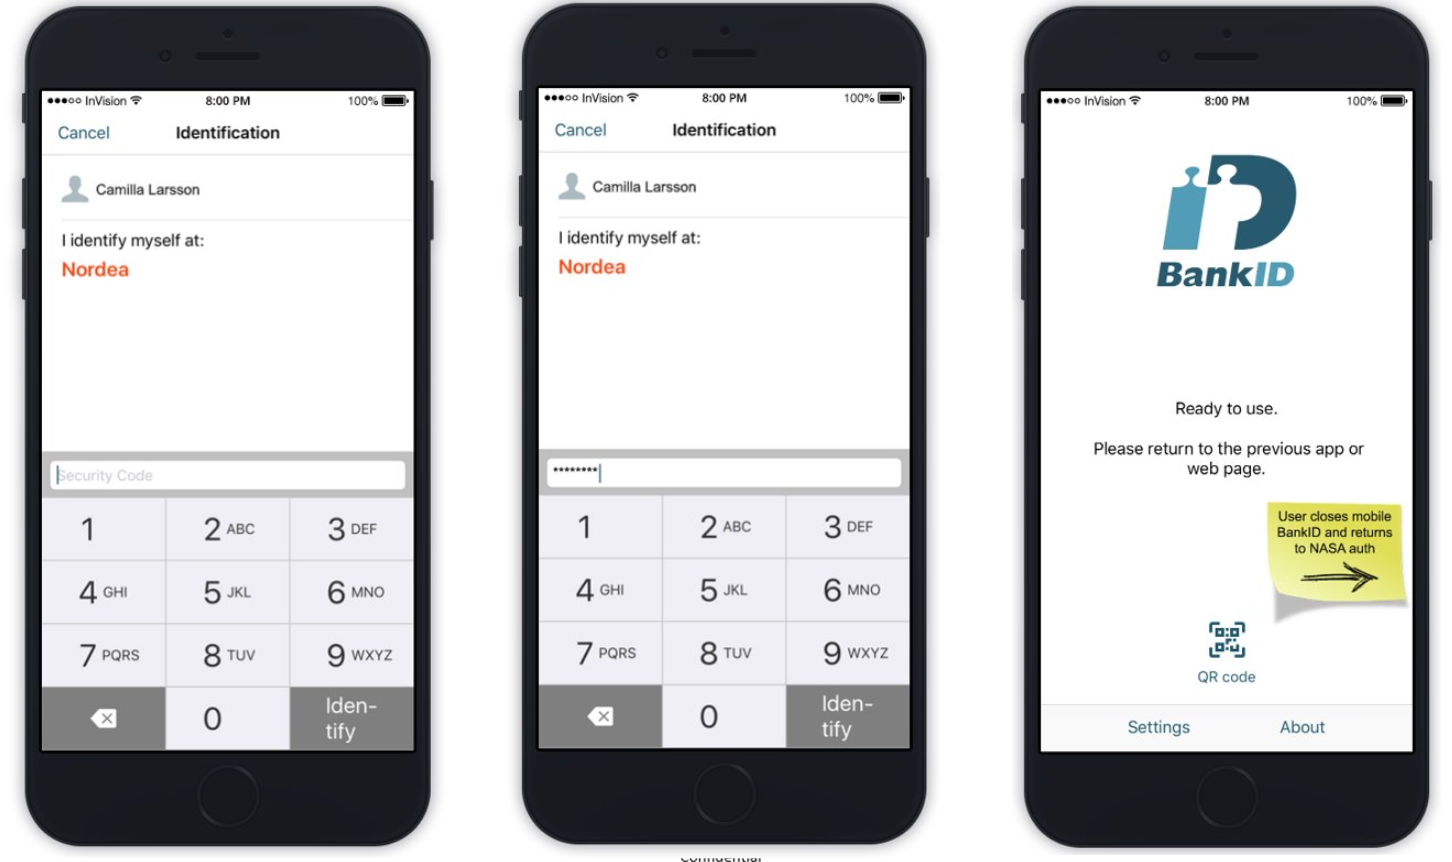 ●●●○○ InVision 8:00 PM 100%
Cancel Identification
Camilla Larsson
I identify myself at:
Nordea
Security Code
1 2 ABC 3 DEF
4 GHI 5 JKL 6 MNO
7 PQRS 8 TUV 9 WXYZ
0 Iden-
tify
●●●○○ InVision 8:00 PM 100%
Cancel Identification
Camilla Larsson
I identify myself at:
Nordea
********
1 2 ABC 3 DEF
4 GHI 5 JKL 6 MNO
7 PQRS 8 TUV 9 WXYZ
0 Iden-
tify
●●●○○ InVision 8:00 PM 100%
BankID
Ready to use.
Please return to the previous app or
web page.
User closes mobile
BankID and returns
to NASA auth
QR code
Settings About
Confidential